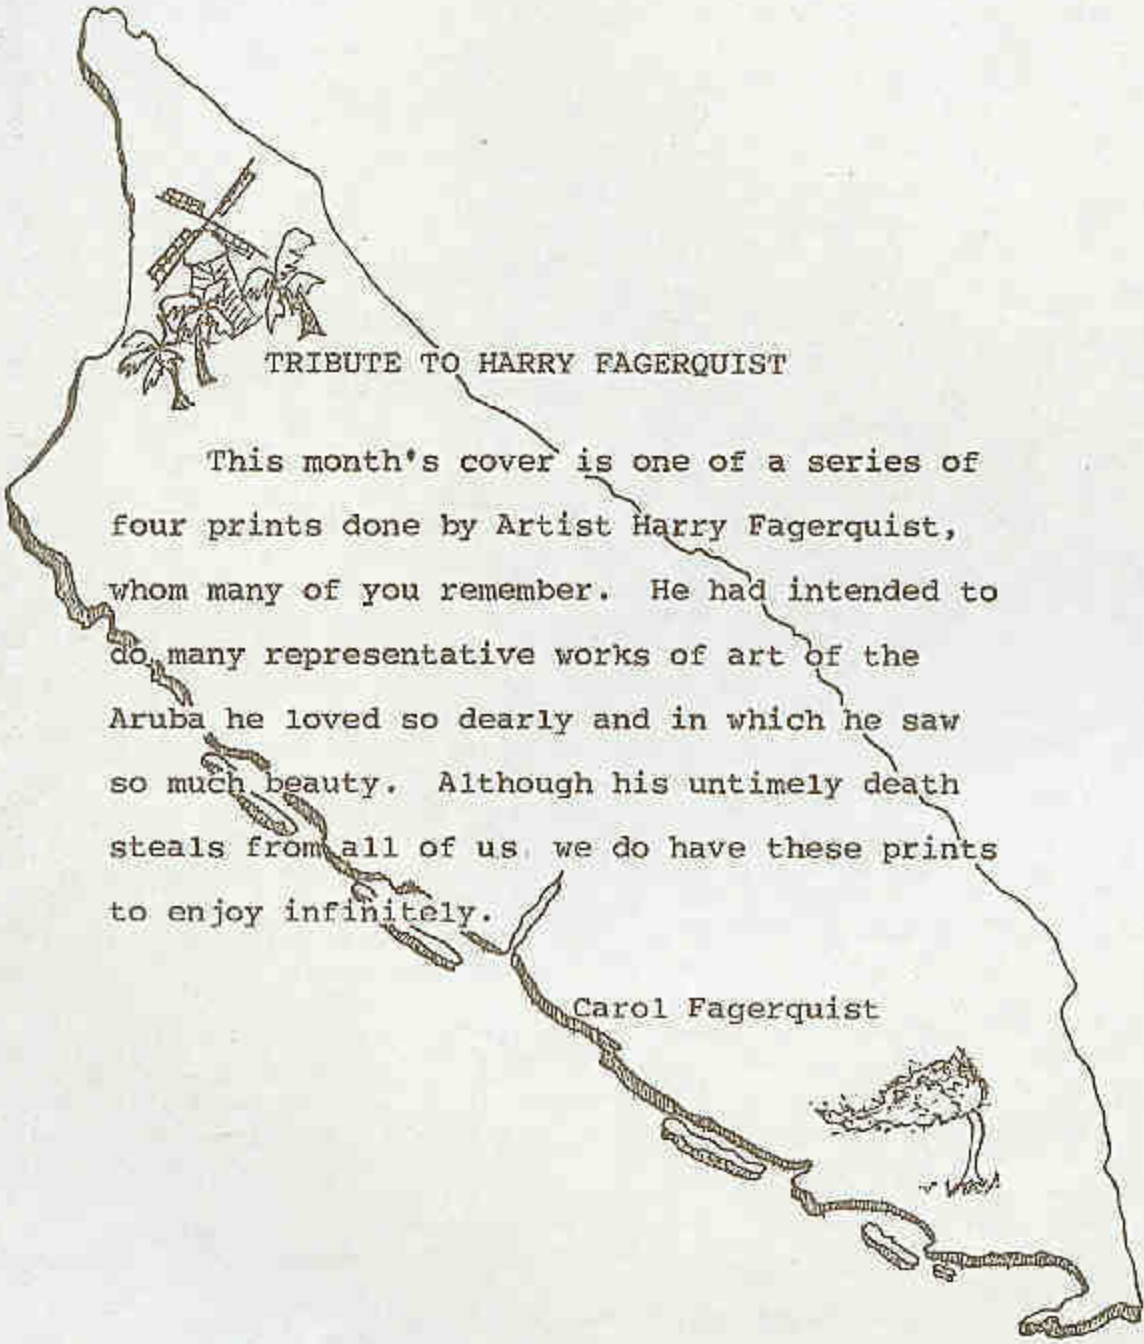 TRIBUTE TO HARRY FAGERQUIST
This month's cover is one of a series of
four prints done by Artist Harry Fagerquist,
whom many of you remember. He had intended to
do many representative works of art of the
Aruba he loved so dearly and in which he saw
so much beauty. Although his untimely death
steals from all of us we do have these prints
to enjoy infinitely.
Carol Fagerquist